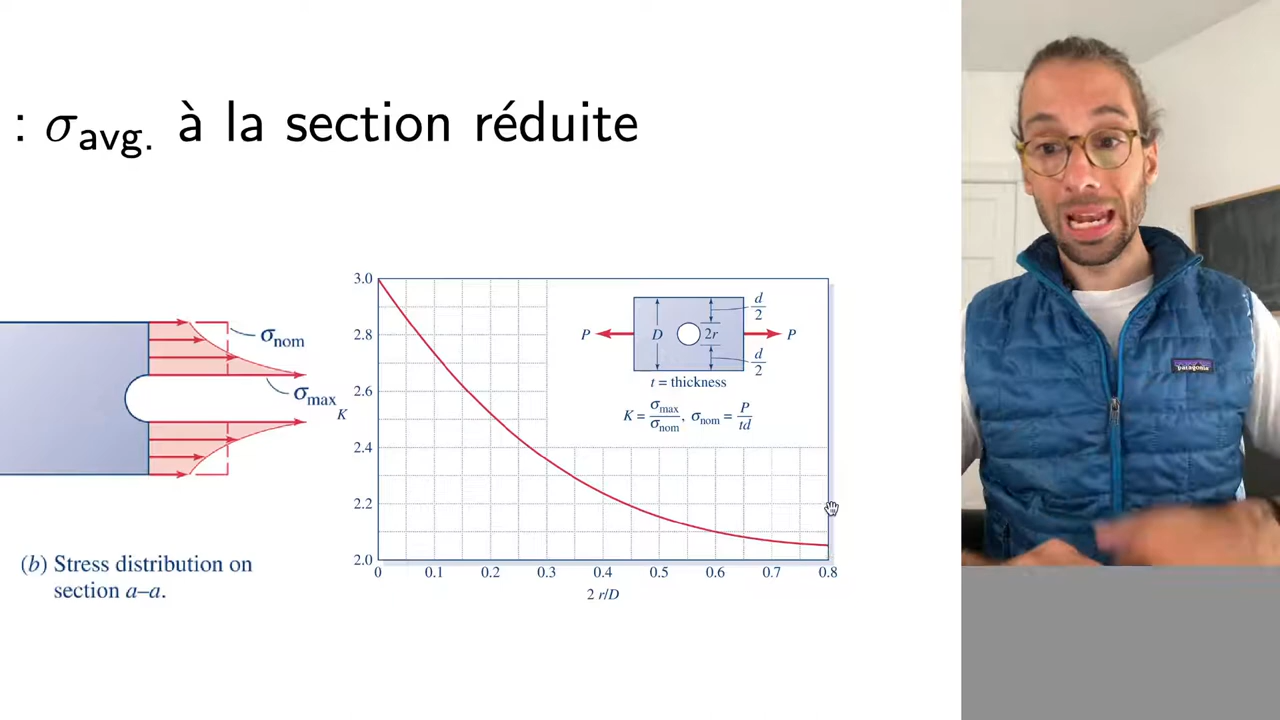 : σavg. à la section réduite
σnom
σmax
(b) Stress distribution on
section a–a.
K
3.0
2.8
2.6
2.4
2.2
2.0
0 0.1 0.2 0.3 0.4 0.5 0.6 0.7 0.8
2 r/D
P D 2r P
d/2
d/2
t = thickness
K = σmax/σnom, σnom = P/td
patagonia